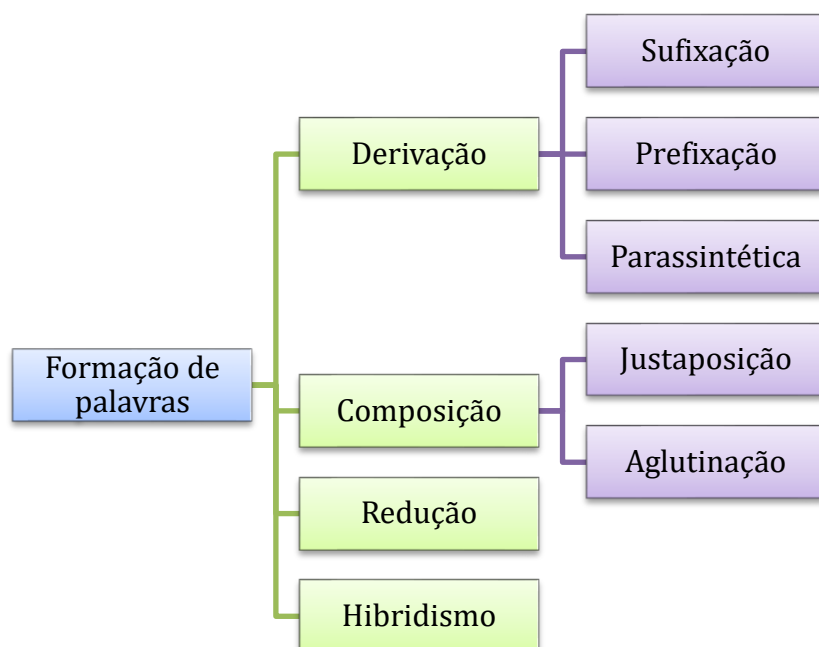 Formação de
palavras
Derivação
Sufixação
Prefixação
Parassintética
Composição
Justaposição
Aglutinação
Redução
Hibridismo